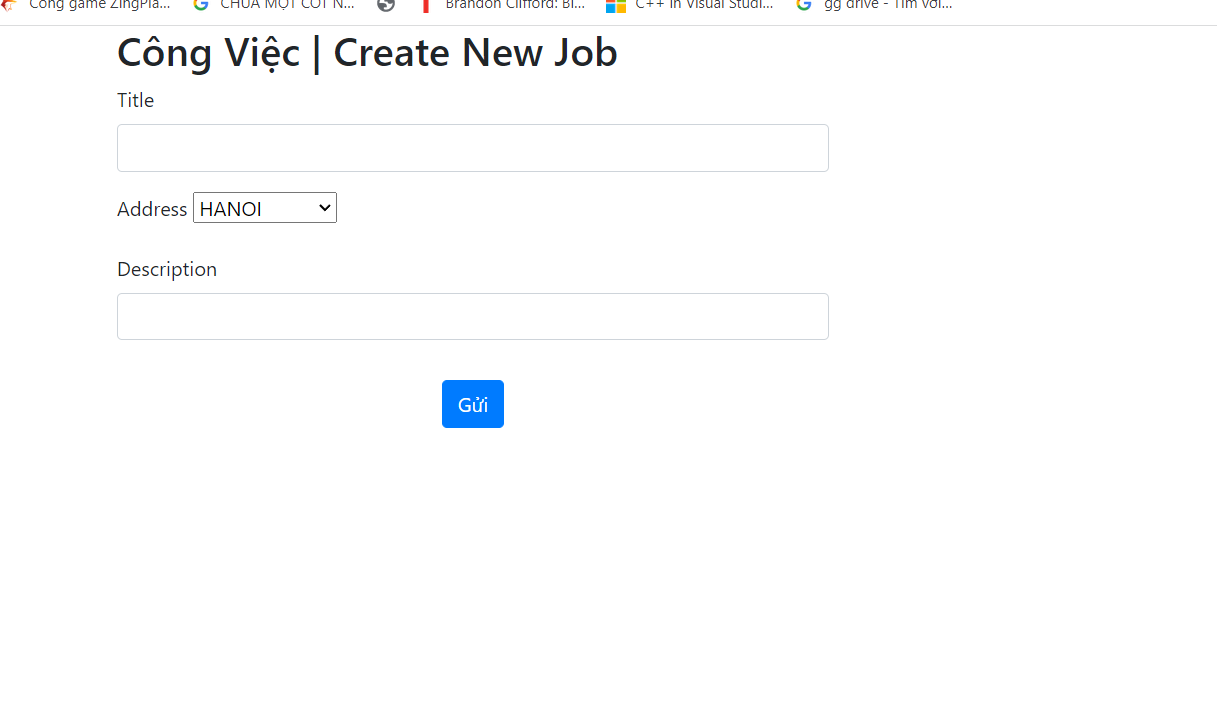 Cổng game ZingPla... CHÙA MỘT CỘT N... Brandon Clifford: Bí... C++ in Visual Studi... gg drive - Tìm với...
Công Việc | Create New Job
Title
Address HANOI
Description
Gửi